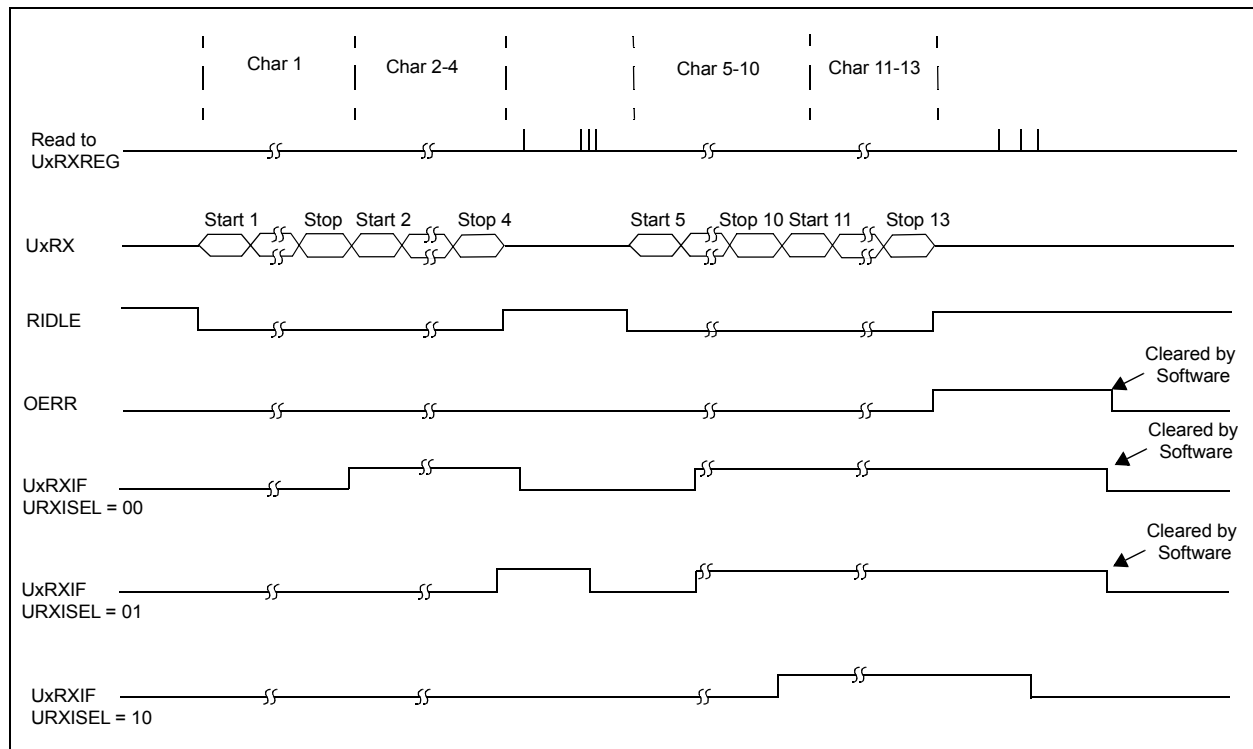 Char 1
Char 2-4
Char 5-10
Char 11-13
Read to
UxRXREG
Start 1
Stop
Start 2
Stop 4
Start 5
Stop 10
Start 11
Stop 13
UxRX
RIDLE
Cleared by
Software
OERR
Cleared by
Software
UxRXIF
URXISEL = 00
Cleared by
Software
UxRXIF
URXISEL = 01
UxRXIF
URXISEL = 10